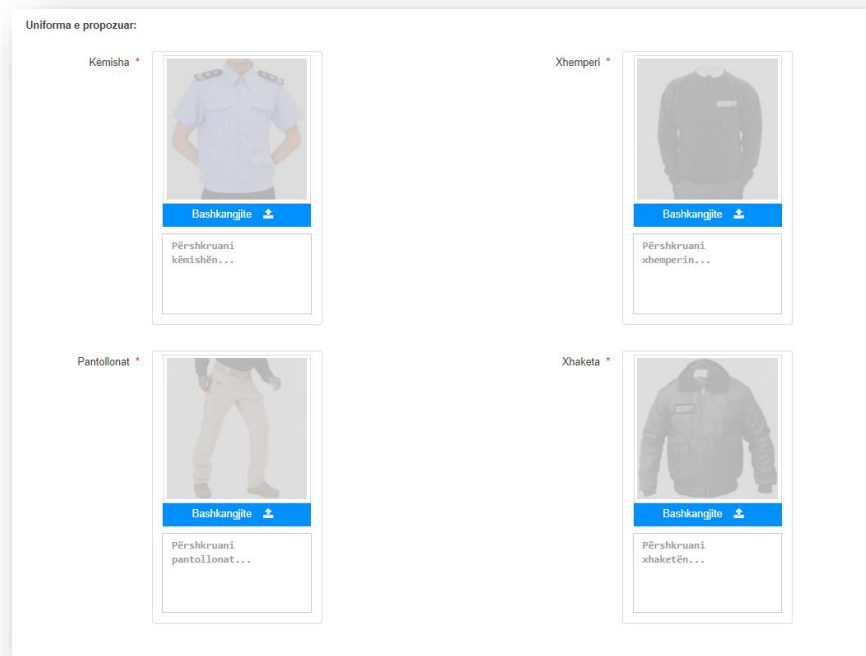 Uniforma e propozuar:
Këmisha *
Xhemperi *
Bashkangjite
Bashkangjite
Përshkruani
këmishën...
Përshkruani
xhemperin...
Pantollonat *
Xhaketa *
Bashkangjite
Bashkangjite
Përshkruani
pantollonat...
Përshkruani
xhaketën...